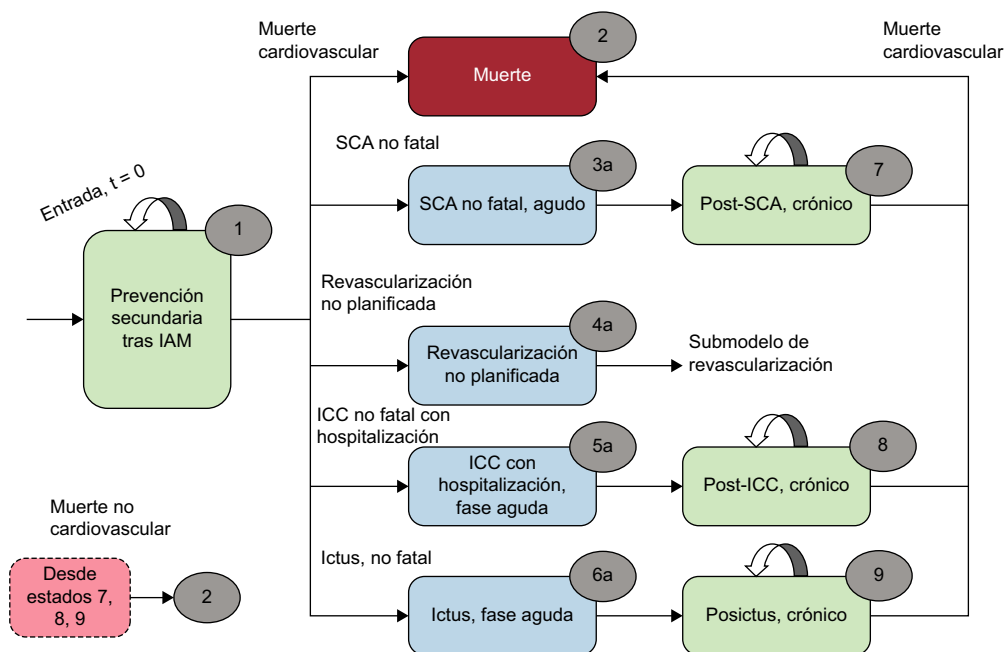 Muerte
cardiovascular
2
Muerte
Muerte
cardiovascular
SCA no fatal
3a
SCA no fatal, agudo
7
Post-SCA, crónico
Entrada, t = 0
1
Prevención
secundaria
tras IAM
Revascularización
no planificada
4a
Revascularización
no planificada
Submodelo de
revascularización
ICC no fatal con
hospitalización
5a
ICC con
hospitalización,
fase aguda
8
Post-ICC, crónico
Muerte no
cardiovascular
Desde
estados 7,
8, 9
2
Ictus, no fatal
6a
Ictus, fase aguda
9
Posictus, crónico